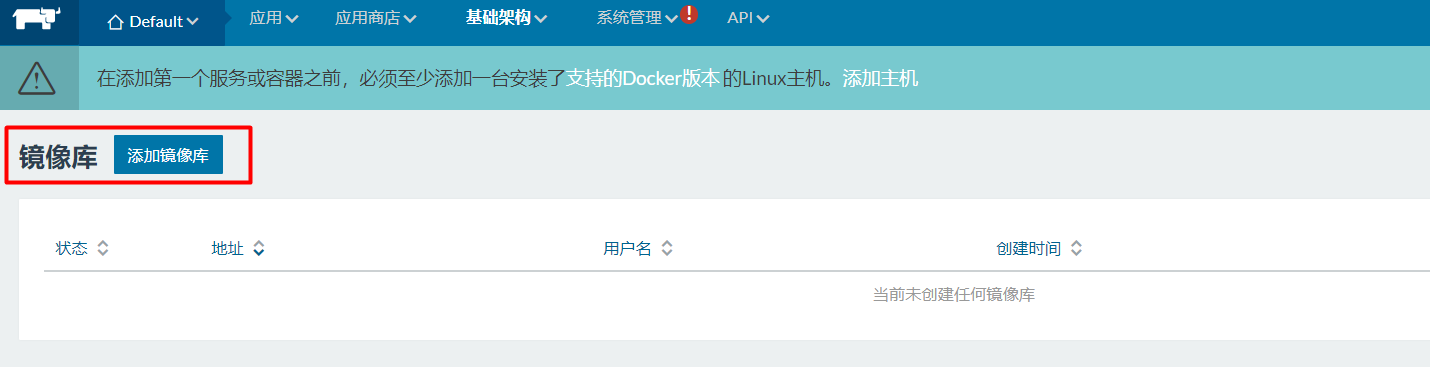 Default 应用 应用商店 基础架构 系统管理 ! API
在添加第一个服务或容器之前，必须至少添加一台安装了支持的Docker版本 的Linux主机。添加主机
镜像库 添加镜像库
状态 地址 用户名 创建时间
当前未创建任何镜像库